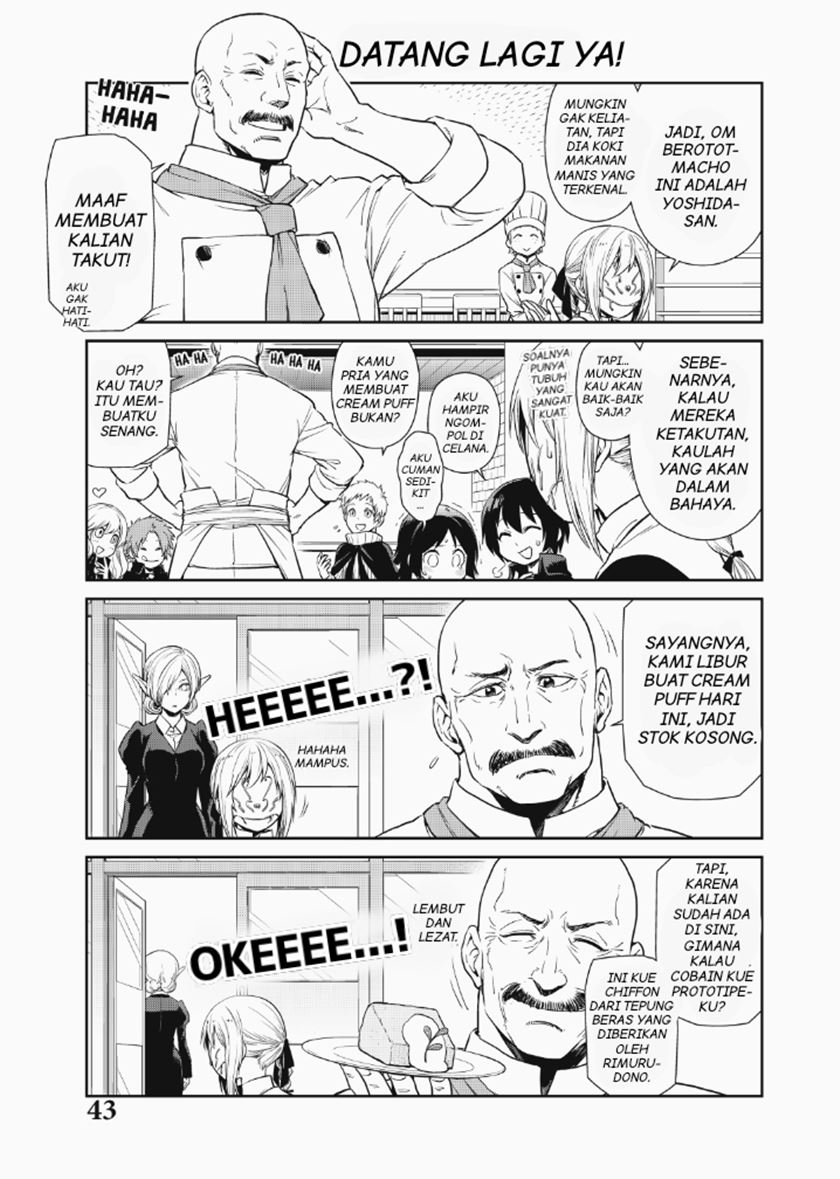 DATANG LAGI YA!
JADI, OM
BEROTOT-
MACHO
INI ADALAH
YOSHIDA-
SAN.
MUNGKIN
GAK KELIA-
TAN, TAPI
DIA KOKI
MAKANAN
MANIS YANG
TERKENAL.
HAHA-
HAHA
MAAF
MEMBUAT
KALIAN
TAKUT!
AKU
GAK
HATI-
HATI.
SEBE-
NARNYA,
KALAU
MEREKA
KETAKUTAN,
KAULAH
YANG AKAN
DALAM
BAHAYA.
TAPI...
MUNGKIN
KAU AKAN
BAIK-BAIK
SAJA?
SOALNYA
PUNYA
TUBUH
YANG
SANGAT
KUAT.
AKU
HAMPIR
NGOM-
POL DI
CELANA.
AKU
CUMAN
SEDI-
KIT
...
KAMU
PRIA YANG
MEMBUAT
CREAM PUFF
BUKAN?
HA HA HA
HA HA
OH?
KAU TAU?
ITU MEM-
BUATKU
SENANG.
SAYANGNYA,
KAMI LIBUR
BUAT CREAM
PUFF HARI
INI, JADI
STOK KOSONG.
HEEEEE...?!
HAHAHA
MAMPUS.
TAPI,
KARENA
KALIAN
SUDAH ADA
DI SINI,
GIMANA
KALAU
COBAIN KUE
PROTOTIPE-
KU?
INI KUE
CHIFFON
DARI TEPUNG
BERAS YANG
DIBERIKAN
OLEH
RIMURU-
DONO.
LEMBUT
DAN
LEZAT.
OKEEEE...!
43